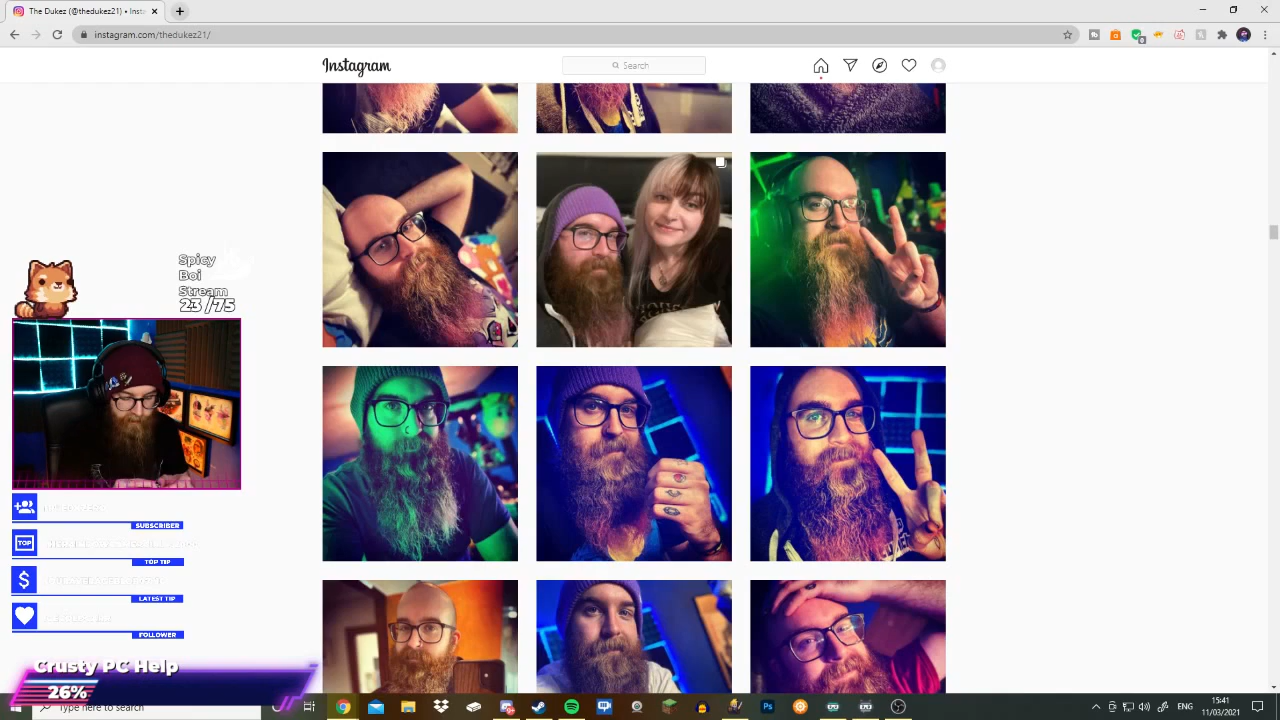 The Dukez (@thedukez21) • Insta
instagram.com/thedukez21/
Instagram
Search
Spicy
Boi
Stream
23 /75
SUBSCRIBER
TOP
TOP TIP
$
LATEST TIP
FOLLOWER
Crusty PC Help
26%
Type here to search
Ps
ENG
15:41
11/03/2021